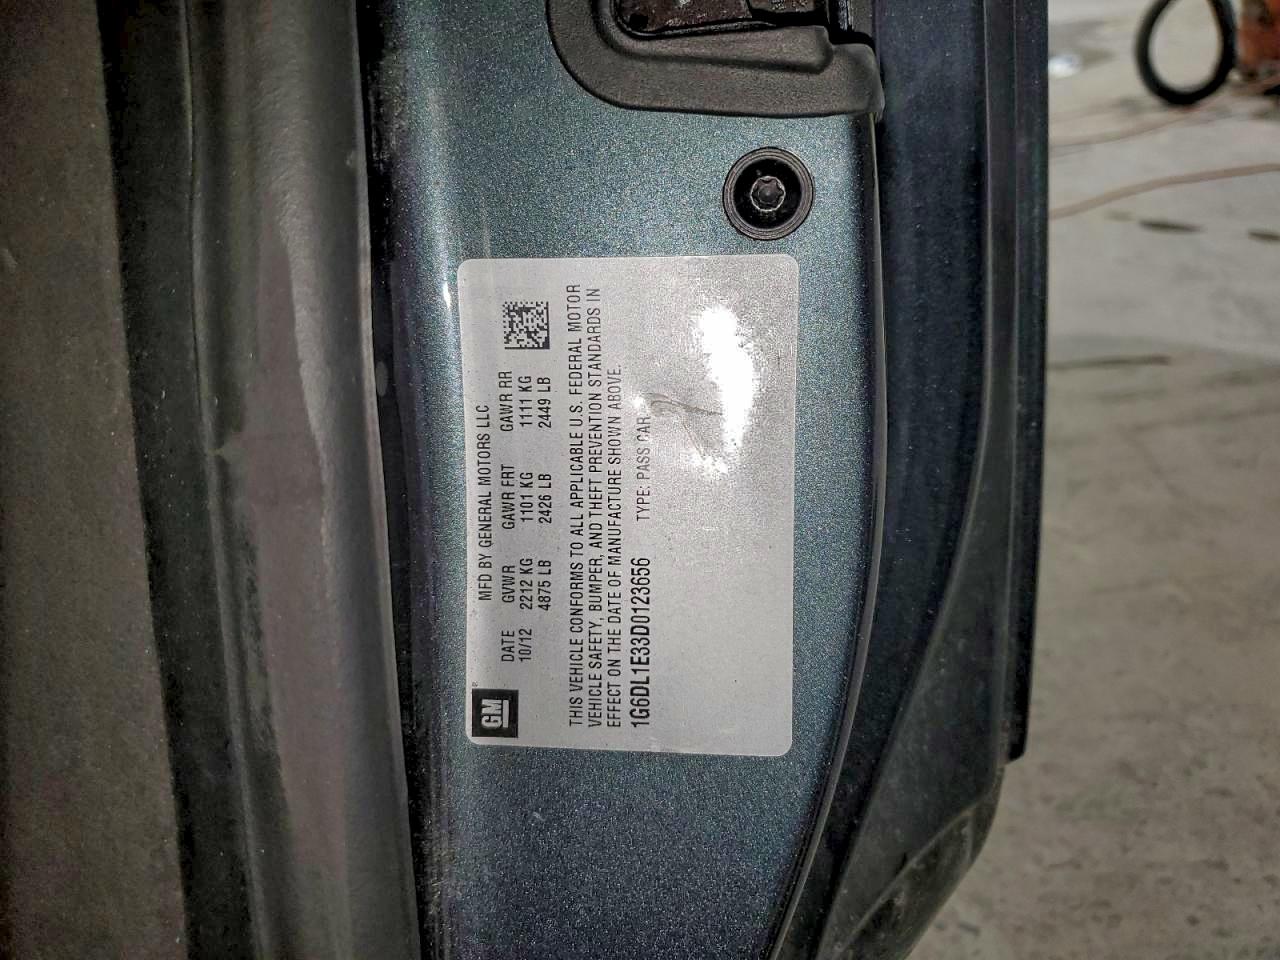 GM
MFD BY GENERAL MOTORS LLC
DATE GVWR GAWR FRT GAWR RR
10/12 2212 KG 1101 KG 1111 KG
4875 LB 2426 LB 2449 LB
THIS VEHICLE CONFORMS TO ALL APPLICABLE U.S. FEDERAL MOTOR
VEHICLE SAFETY, BUMPER, AND THEFT PREVENTION STANDARDS IN
EFFECT ON THE DATE OF MANUFACTURE SHOWN ABOVE.
1G6DL1E33D0123656 TYPE: PASS CAR